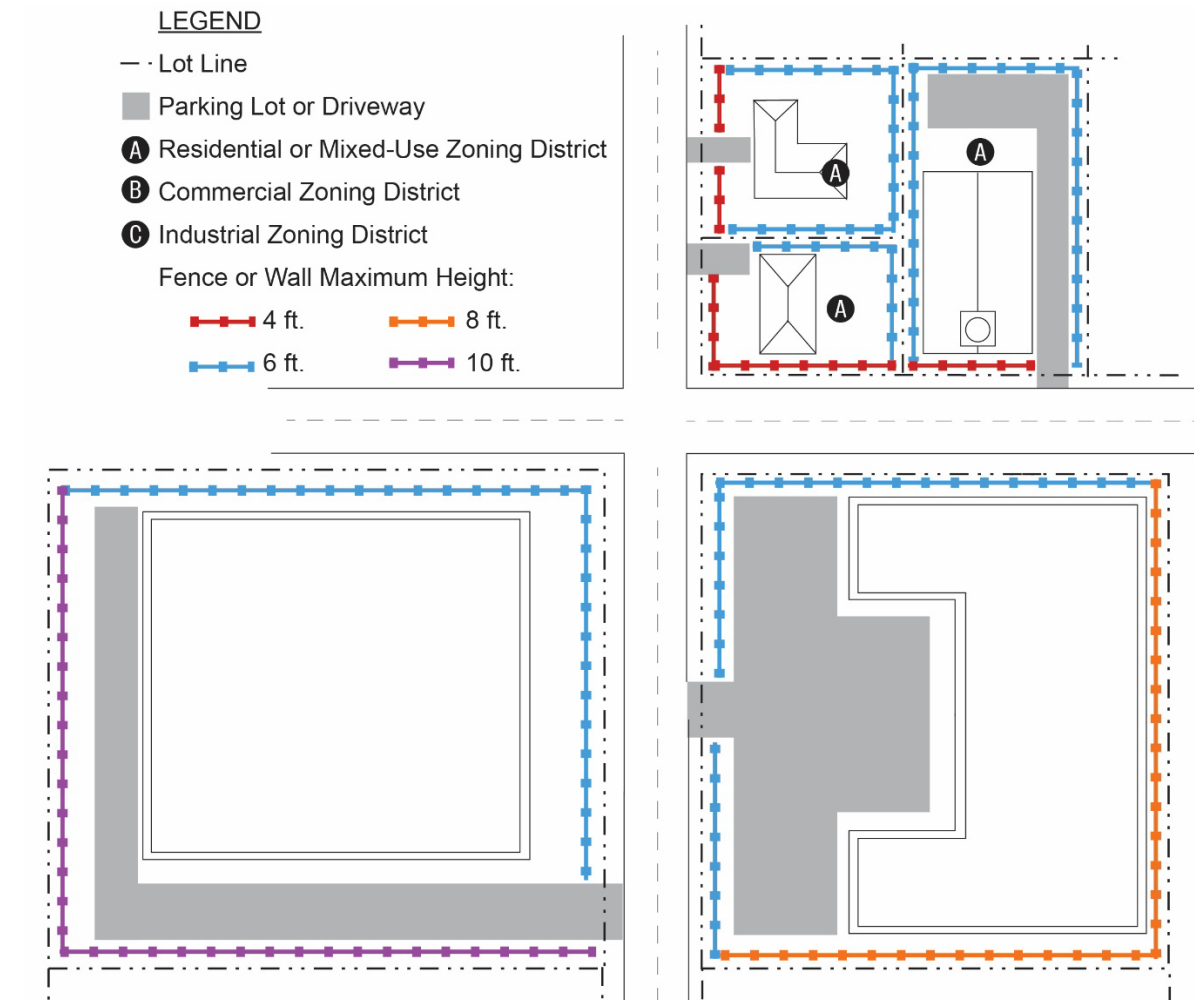 LEGEND
Lot Line
Parking Lot or Driveway
A Residential or Mixed-Use Zoning District
B Commercial Zoning District
C Industrial Zoning District
Fence or Wall Maximum Height:
4 ft. 8 ft.
6 ft. 10 ft.
A
A
A